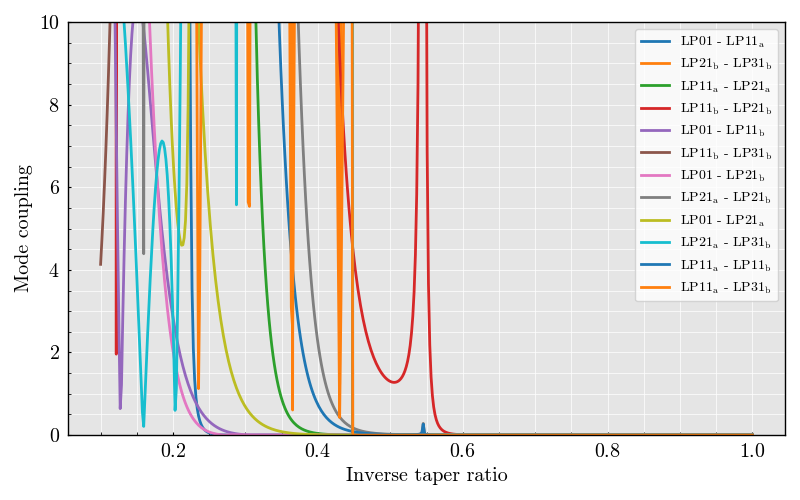 10
8
6
4
2
0
Mode coupling
0.2
0.4
0.6
0.8
1.0
Inverse taper ratio
LP01 - LP11a
LP21b - LP31b
LP11a - LP21a
LP11b - LP21b
LP01 - LP11b
LP11b - LP31b
LP01 - LP21b
LP21a - LP21b
LP01 - LP21a
LP21a - LP31b
LP11a - LP11b
LP11a - LP31b